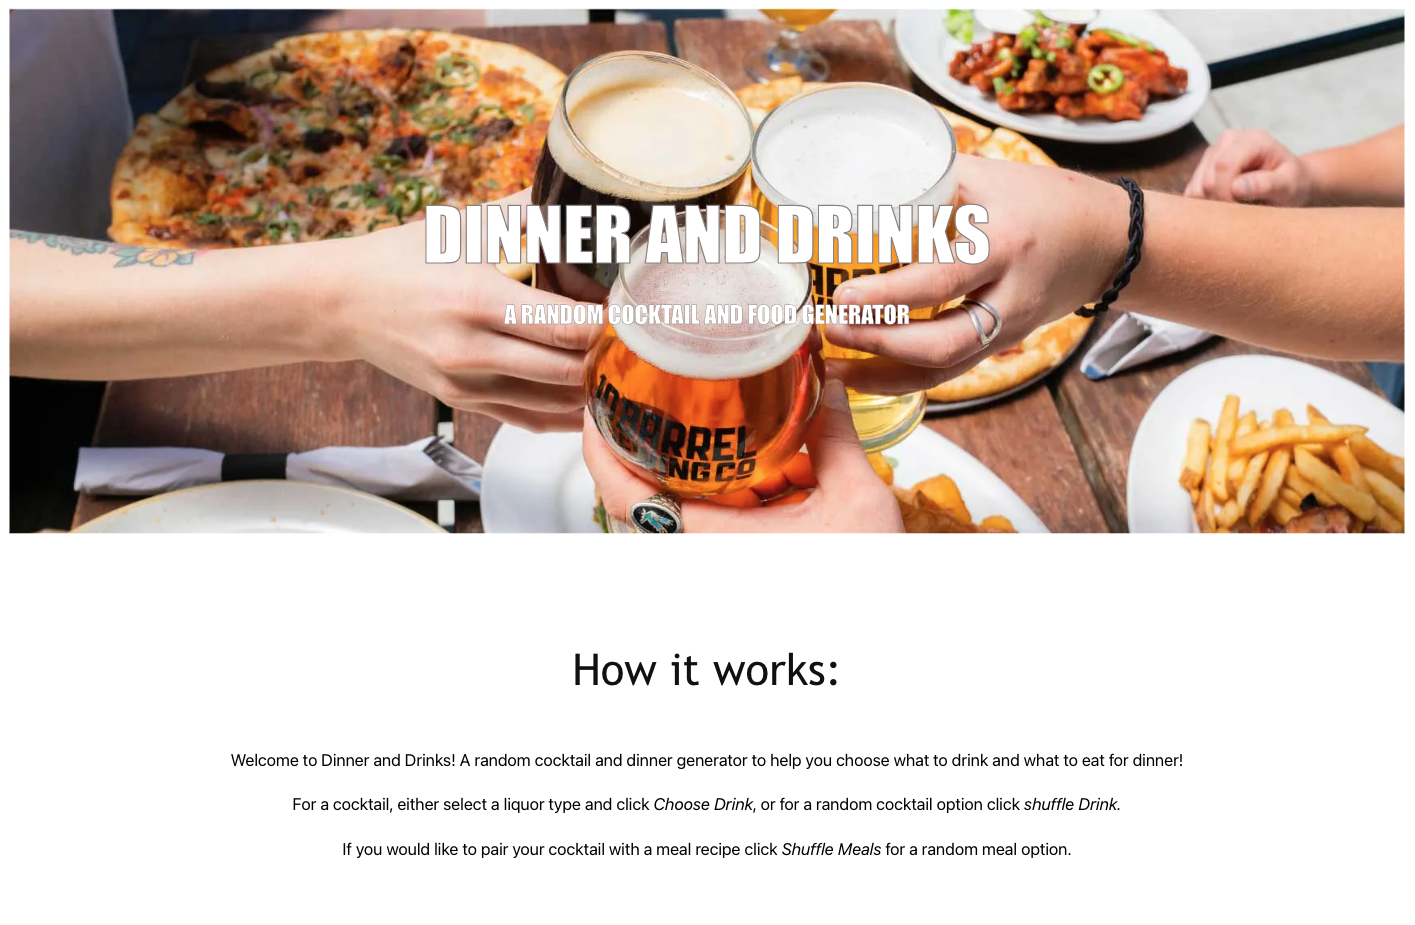 DINNER AND DRINKS
A RANDOM COCKTAIL AND FOOD GENERATOR
10 BARREL
ING CO
How it works:
Welcome to Dinner and Drinks! A random cocktail and dinner generator to help you choose what to drink and what to eat for dinner!
For a cocktail, either select a liquor type and click Choose Drink, or for a random cocktail option click shuffle Drink.
If you would like to pair your cocktail with a meal recipe click Shuffle Meals for a random meal option.